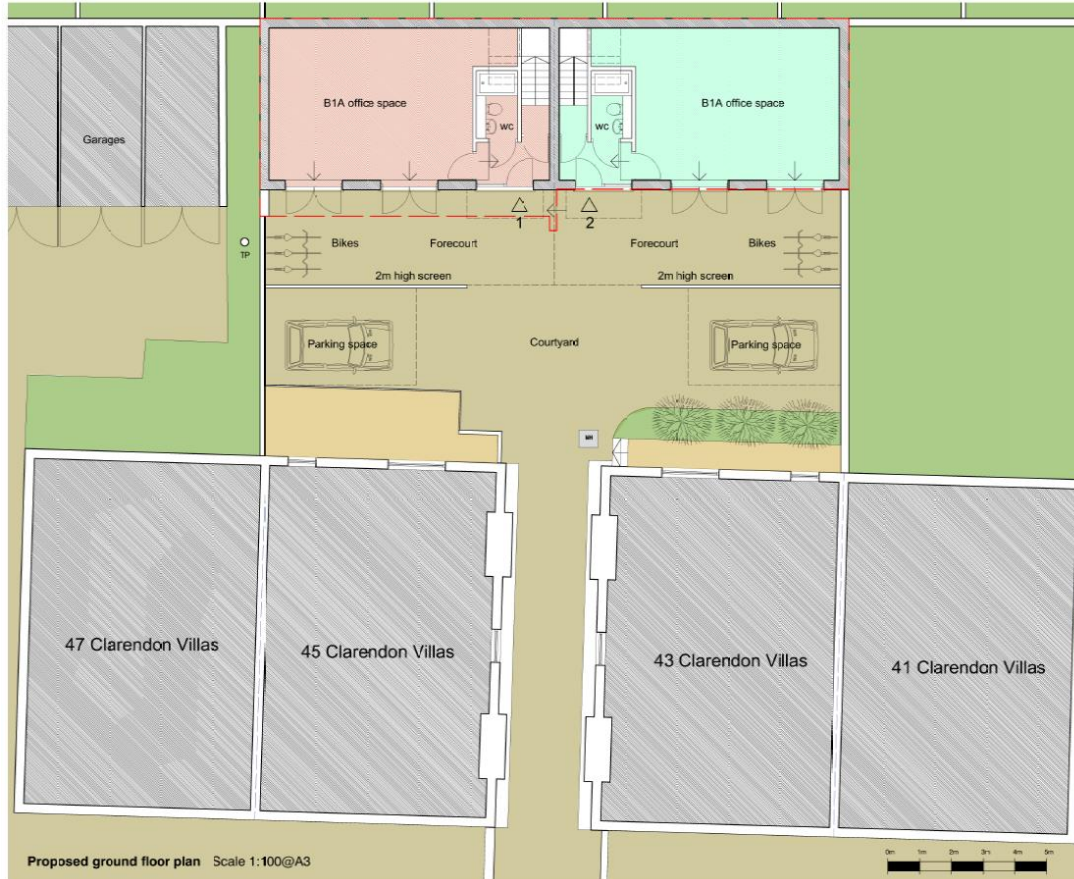 B1A office space
B1A office space
WC
WC
Garages
1
2
TP
Bikes
Forecourt
Forecourt
Bikes
2m high screen
2m high screen
Parking space
Courtyard
Parking space
47 Clarendon Villas
45 Clarendon Villas
43 Clarendon Villas
41 Clarendon Villas
Proposed ground floor plan Scale 1:100@A3
0m 1m 2m 3m 4m 5m